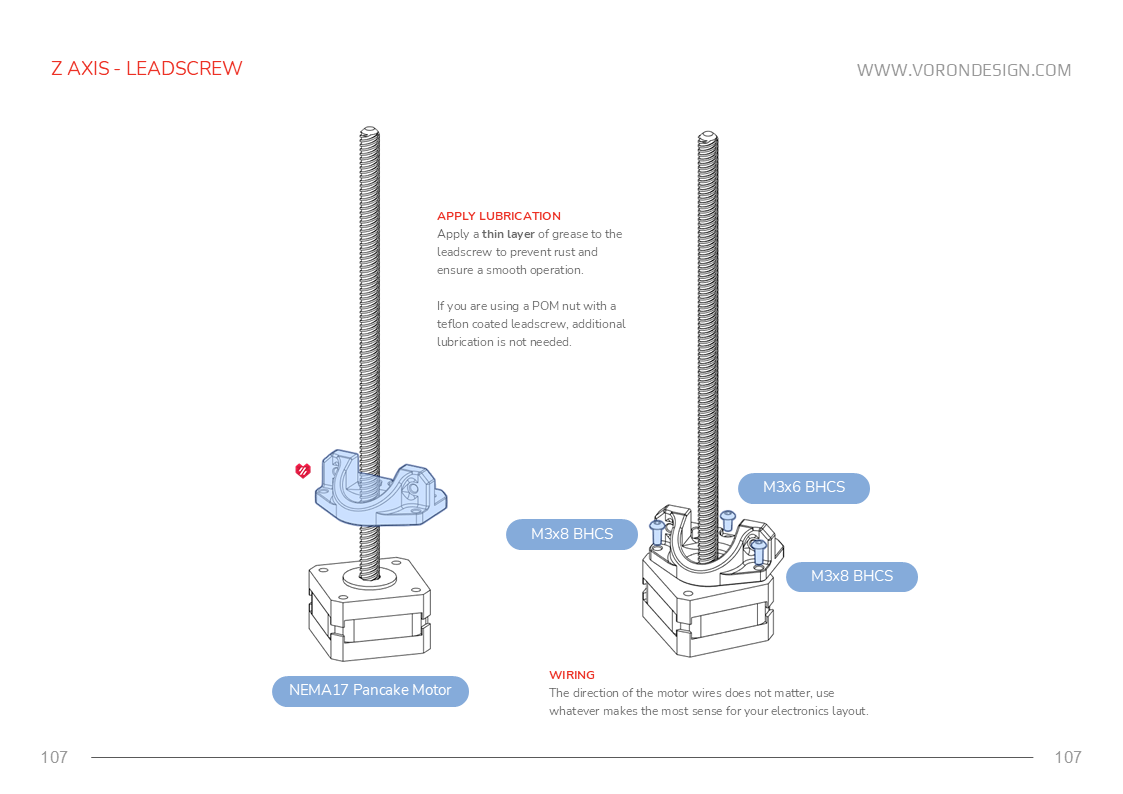 Z AXIS - LEADSCREW
WWW.VORONDESIGN.COM
APPLY LUBRICATION
Apply a thin layer of grease to the
leadscrew to prevent rust and
ensure a smooth operation.
If you are using a POM nut with a
teflon coated leadscrew, additional
lubrication is not needed.
M3x6 BHCS
M3x8 BHCS
M3x8 BHCS
NEMA17 Pancake Motor
WIRING
The direction of the motor wires does not matter, use
whatever makes the most sense for your electronics layout.
107
107